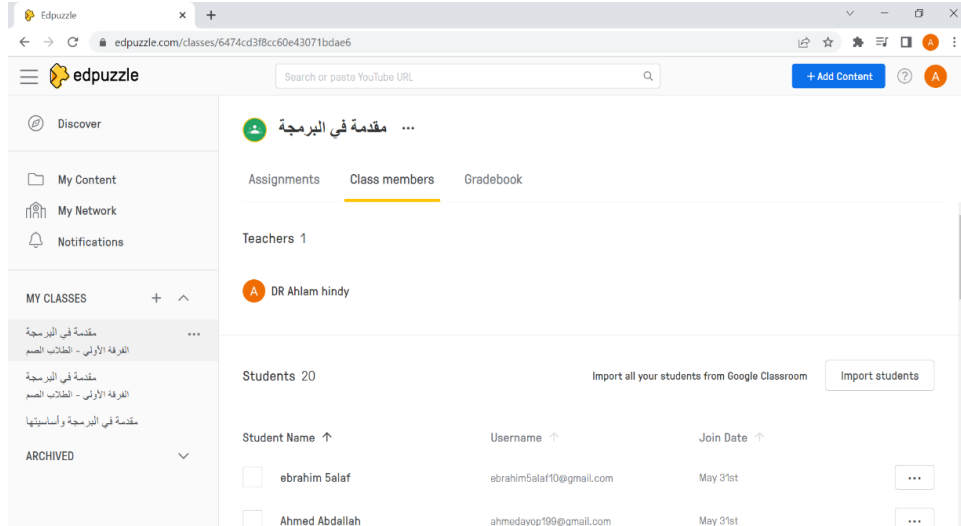 Edpuzzle
edpuzzle.com/classes/6474cd3f8cc60e43071bdae6
A
edpuzzle
Search or paste YouTube URL
+ Add Content
?
A
Discover
My Content
My Network
Notifications
MY CLASSES
مقدمة في البرمجة
الفرقة الأولي - الطلاب الصم
مقدمة في البرمجة
الفرقة الأولى - الطلاب الصم
مقدمة في البرمجة وأساسيتها
ARCHIVED
مقدمة في البرمجة
Assignments Class members Gradebook
Teachers 1
A DR Ahlam hindy
Students 20
Import all your students from Google Classroom
Import students
Student Name Username Join Date
ebrahim 5alaf ebrahim5alaf10@gmail.com May 31st
Ahmed Abdallah ahmedayop199@gmail.com May 31st